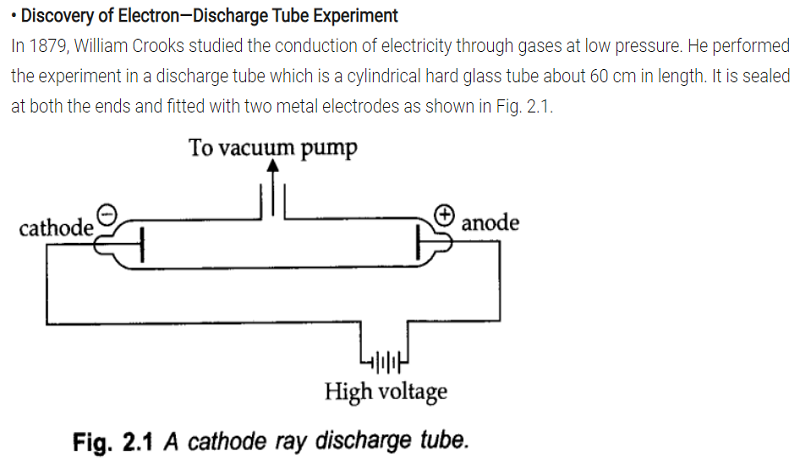 • Discovery of Electron—Discharge Tube Experiment
In 1879, William Crooks studied the conduction of electricity through gases at low pressure. He performed
the experiment in a discharge tube which is a cylindrical hard glass tube about 60 cm in length. It is sealed
at both the ends and fitted with two metal electrodes as shown in Fig. 2.1.
To vacuum pump
cathode
−
+
anode
High voltage
Fig. 2.1 A cathode ray discharge tube.